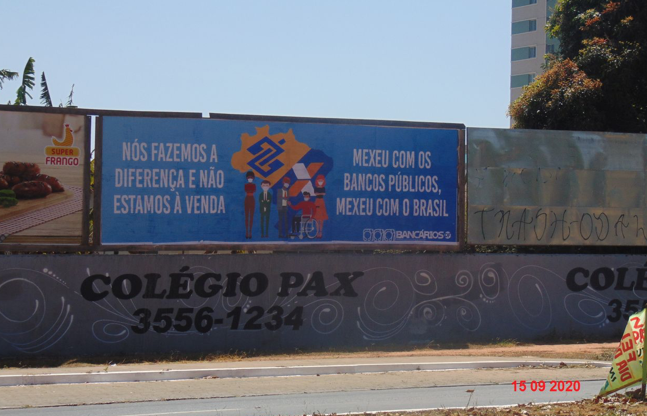 SUPER
FRANGO
NÓS FAZEMOS A
DIFERENÇA E NÃO
ESTAMOS À VENDA
MEXEU COM OS
BANCOS PÚBLICOS,
MEXEU COM O BRASIL
BANCÁRIOS
COLÉGIO PAX
3556-1234
COLÉ
355
15 09 2020